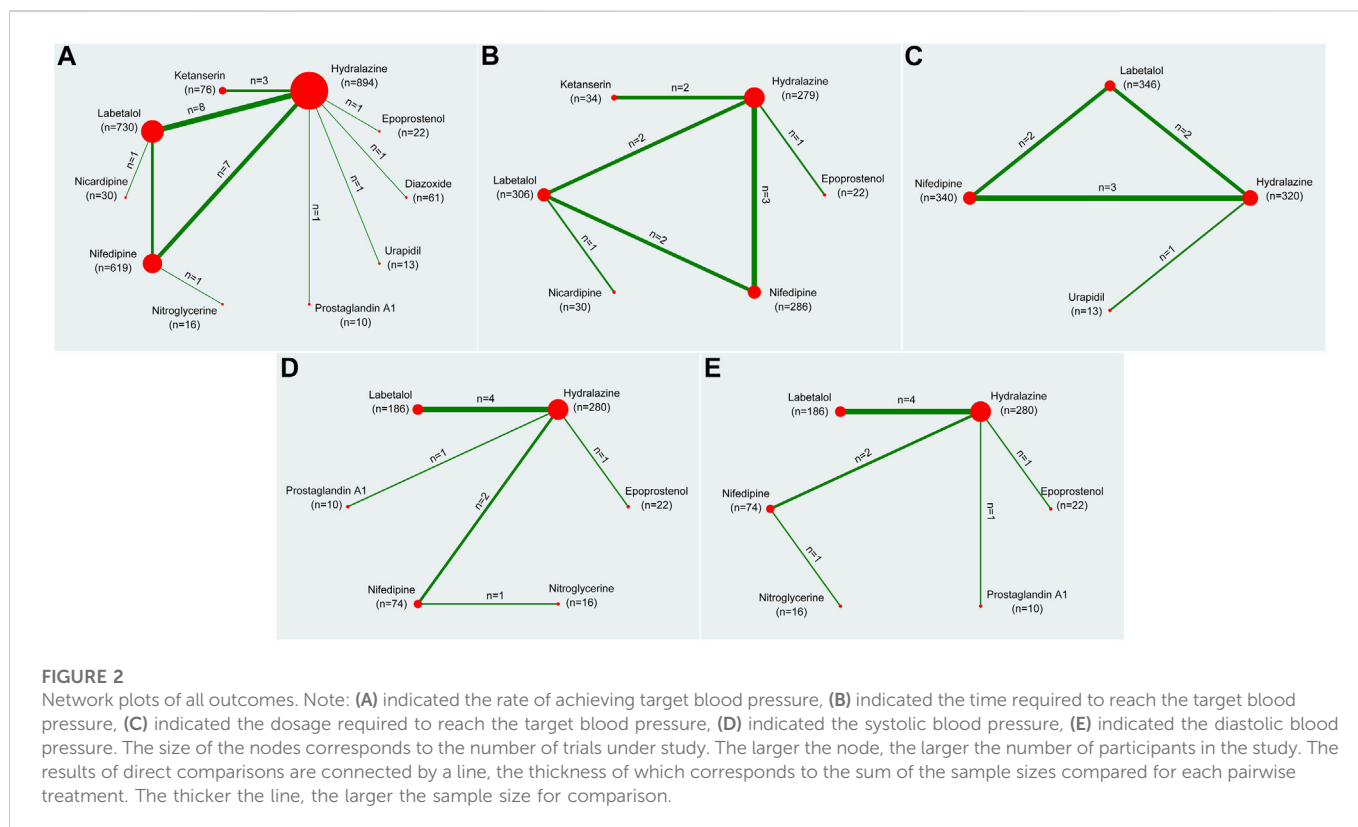 A
Ketanserin
(n=76)
n=3
Hydralazine
(n=894)
n=8
Labetalol
(n=730)
n=1
Epoprostenol
(n=22)
n=1
Nicardipine
(n=30)
n=7
n=1
Diazoxide
(n=61)
n=1
Urapidil
(n=13)
n=1
Nifedipine
(n=619)
n=1
Nitroglycerine
(n=16)
Prostaglandin A1
(n=10)
B
Ketanserin
(n=34)
n=2
Hydralazine
(n=279)
n=2
n=1
Epoprostenol
(n=22)
Labetalol
(n=306)
n=3
n=2
n=1
Nicardipine
(n=30)
Nifedipine
(n=286)
C
Labetalol
(n=346)
n=2
n=2
Nifedipine
(n=340)
n=3
Hydralazine
(n=320)
n=1
Urapidil
(n=13)
D
Labetalol
(n=186)
n=4
Hydralazine
(n=280)
n=1
n=1
Prostaglandin A1
(n=10)
n=2
Epoprostenol
(n=22)
Nifedipine
(n=74)
n=1
Nitroglycerine
(n=16)
E
Labetalol
(n=186)
n=4
Hydralazine
(n=280)
n=2
n=1
Nifedipine
(n=74)
n=1
Epoprostenol
(n=22)
n=1
Nitroglycerine
(n=16)
Prostaglandin A1
(n=10)
FIGURE 2
Network plots of all outcomes. Note: (A) indicated the rate of achieving target blood pressure, (B) indicated the time required to reach the target blood
pressure, (C) indicated the dosage required to reach the target blood pressure, (D) indicated the systolic blood pressure, (E) indicated the diastolic blood
pressure. The size of the nodes corresponds to the number of trials under study. The larger the node, the larger the number of participants in the study. The
results of direct comparisons are connected by a line, the thickness of which corresponds to the sum of the sample sizes compared for each pairwise
treatment. The thicker the line, the larger the sample size for comparison.